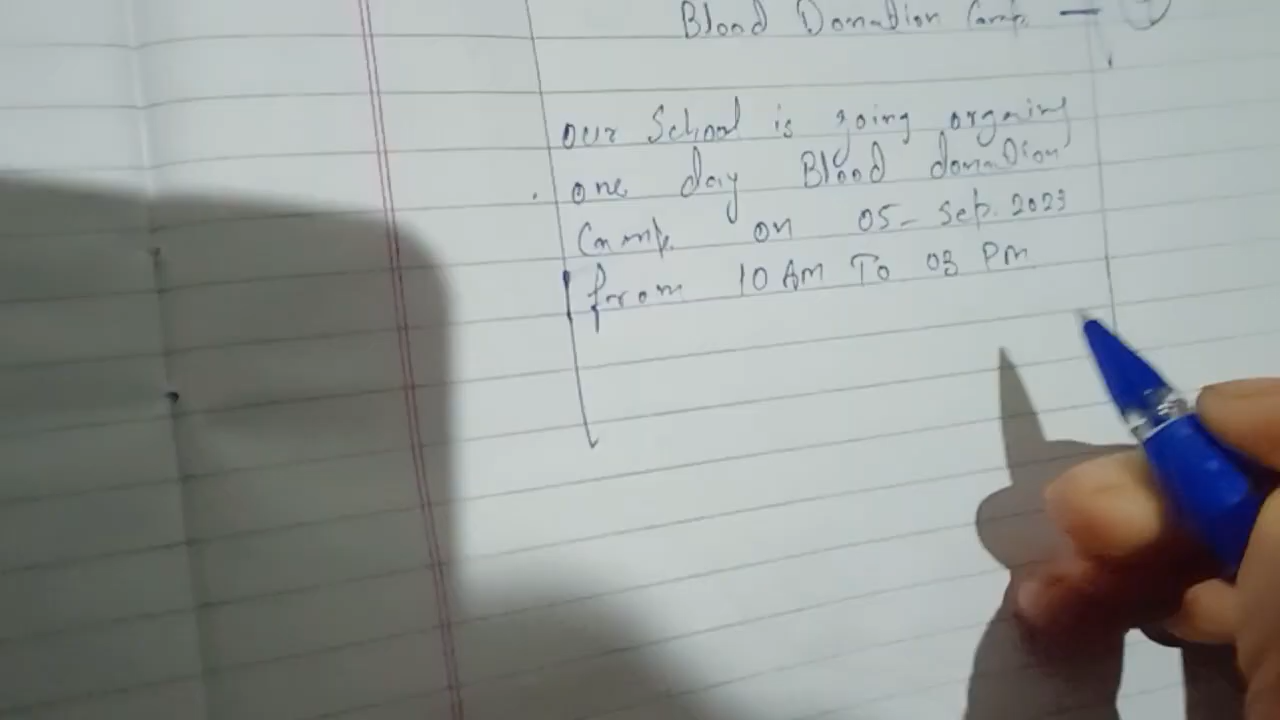 Blood Donation Camp. —
our School is going orgaing
one day Blood donation
Camp. on 05- Sep. 2023
from 10 AM To 03 PM